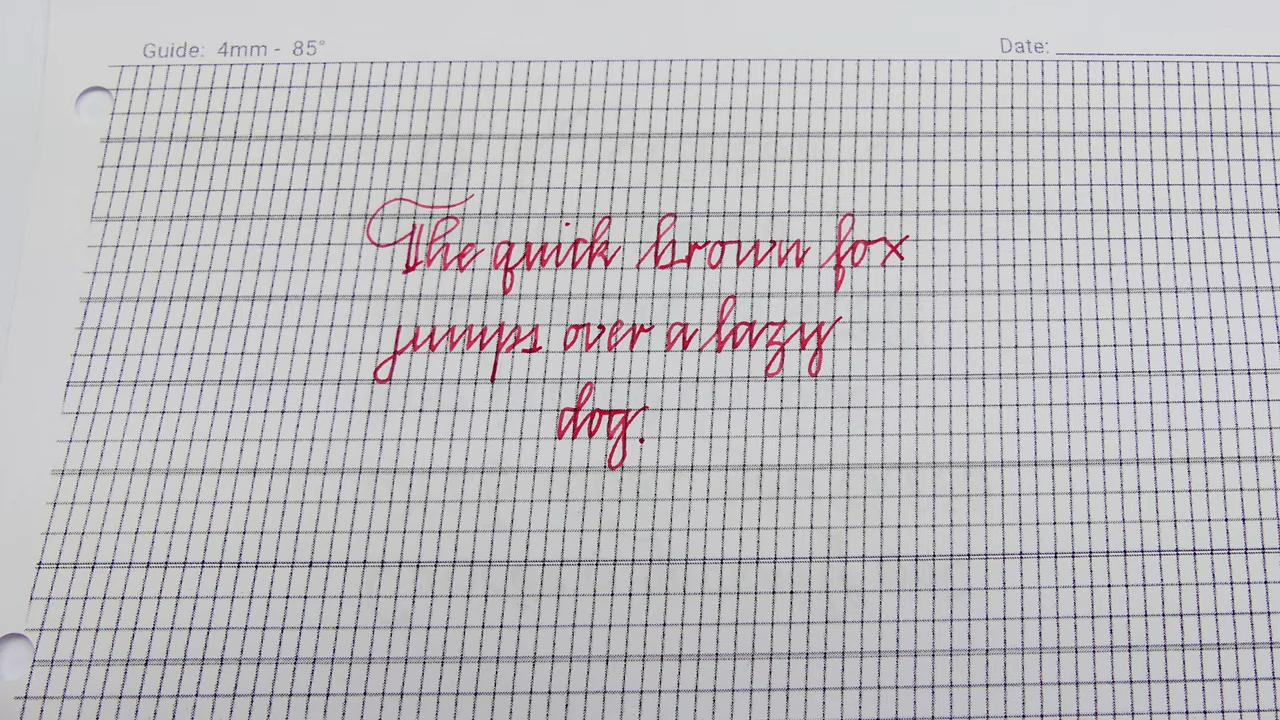 Guide: 4mm - 85°
Date:
The quick brown fox
jumps over a lazy
dog.